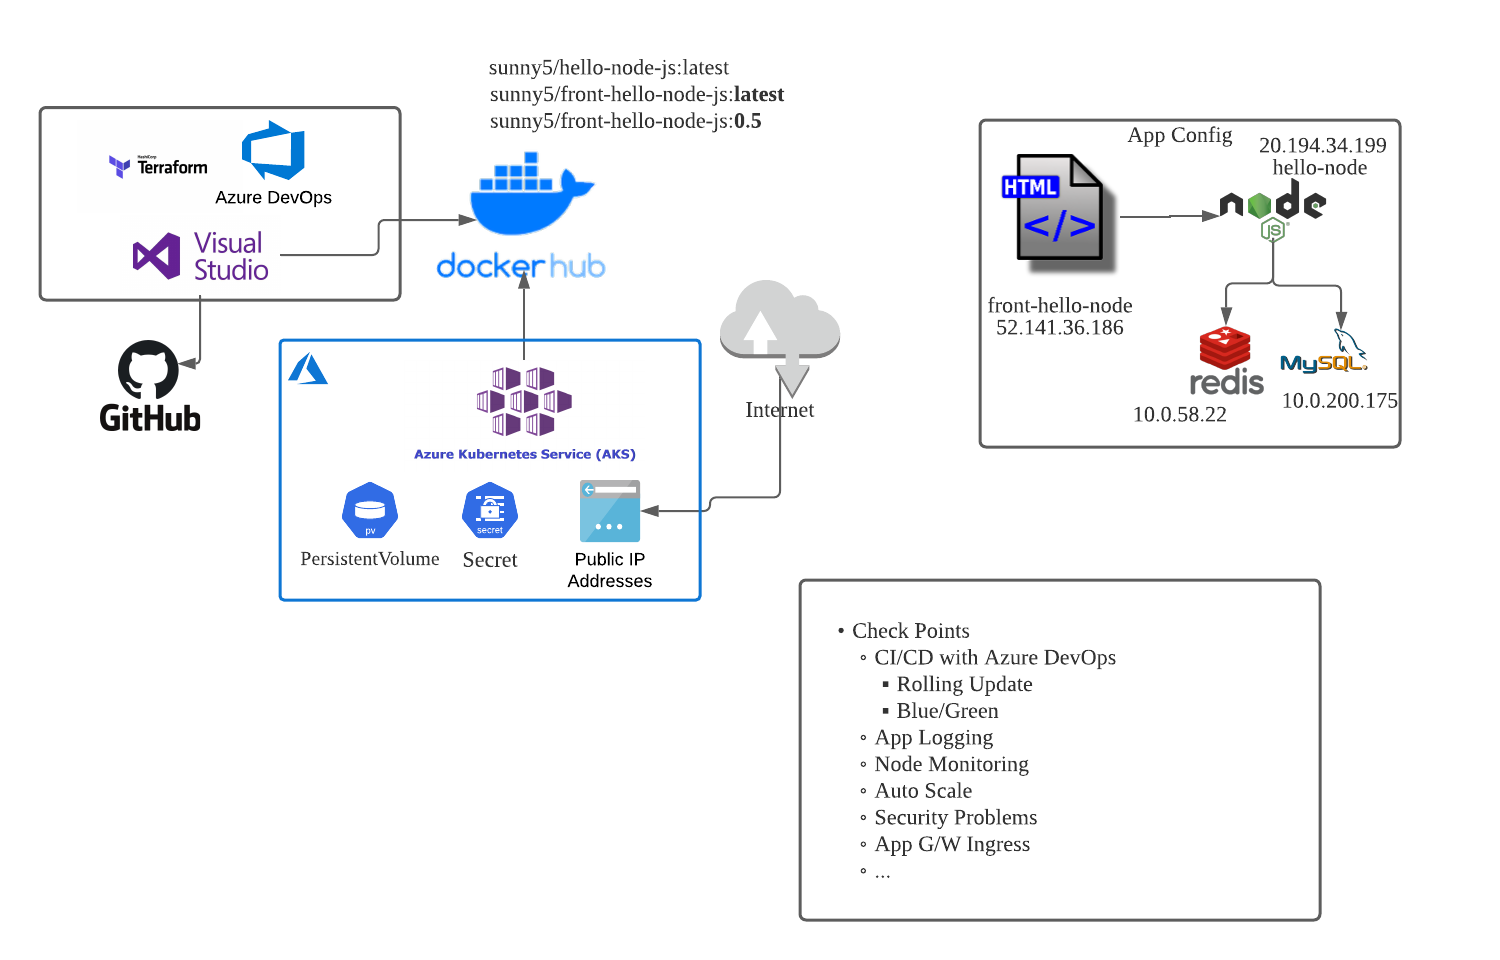 sunny5/hello-node-js:latest
sunny5/front-hello-node-js:latest
sunny5/front-hello-node-js:0.5
HashiCorp
Terraform
Azure DevOps
Visual
Studio
docker hub
GitHub
Azure Kubernetes Service (AKS)
pv
PersistentVolume
secret
Secret
Public IP
Addresses
Internet
App Config
20.194.34.199
hello-node
HTML
</>
node
JS
front-hello-node
52.141.36.186
redis
10.0.58.22
MySQL
10.0.200.175
• Check Points
◦ CI/CD with Azure DevOps
▪ Rolling Update
▪ Blue/Green
◦ App Logging
◦ Node Monitoring
◦ Auto Scale
◦ Security Problems
◦ App G/W Ingress
◦ ...